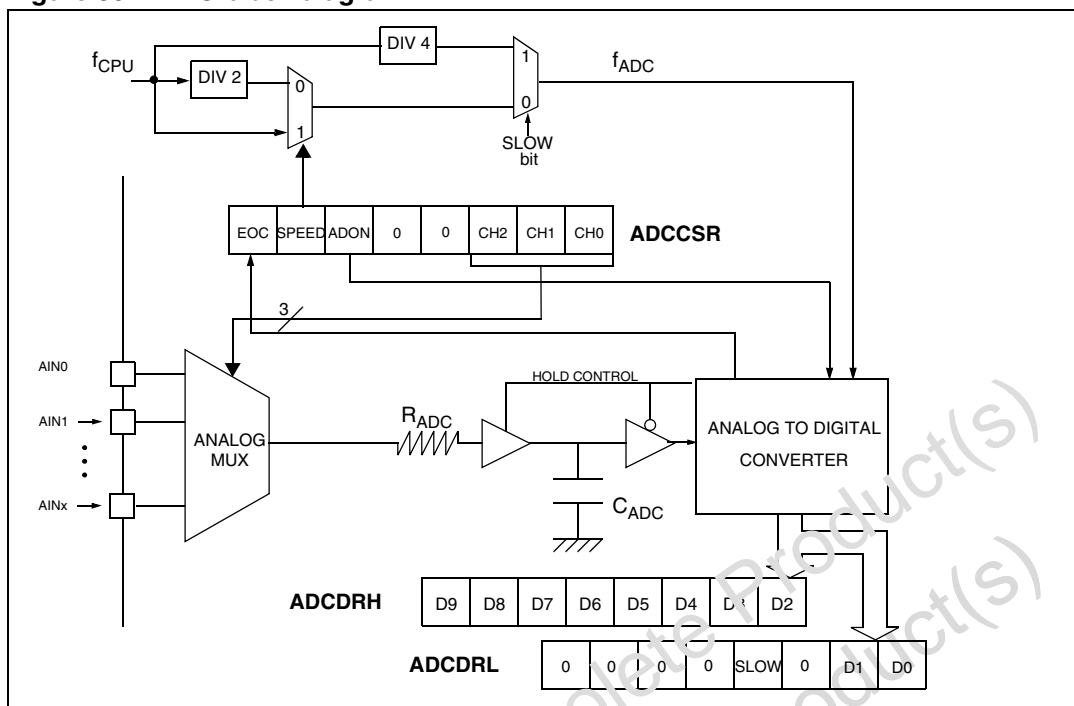 DIV 4
fCPU
DIV 2
0
1
1
0
fADC
SLOW
bit
EOC SPEED ADON 0 0 CH2 CH1 CH0 ADCCSR
3
AIN0
AIN1
AINx
ANALOG
MUX
RADC
HOLD CONTROL
CADC
ANALOG TO DIGITAL
CONVERTER
ADCDRH D9 D8 D7 D6 D5 D4 D3 D2
ADCDRL 0 0 0 0 SLOW 0 D1 D0
Product(s)